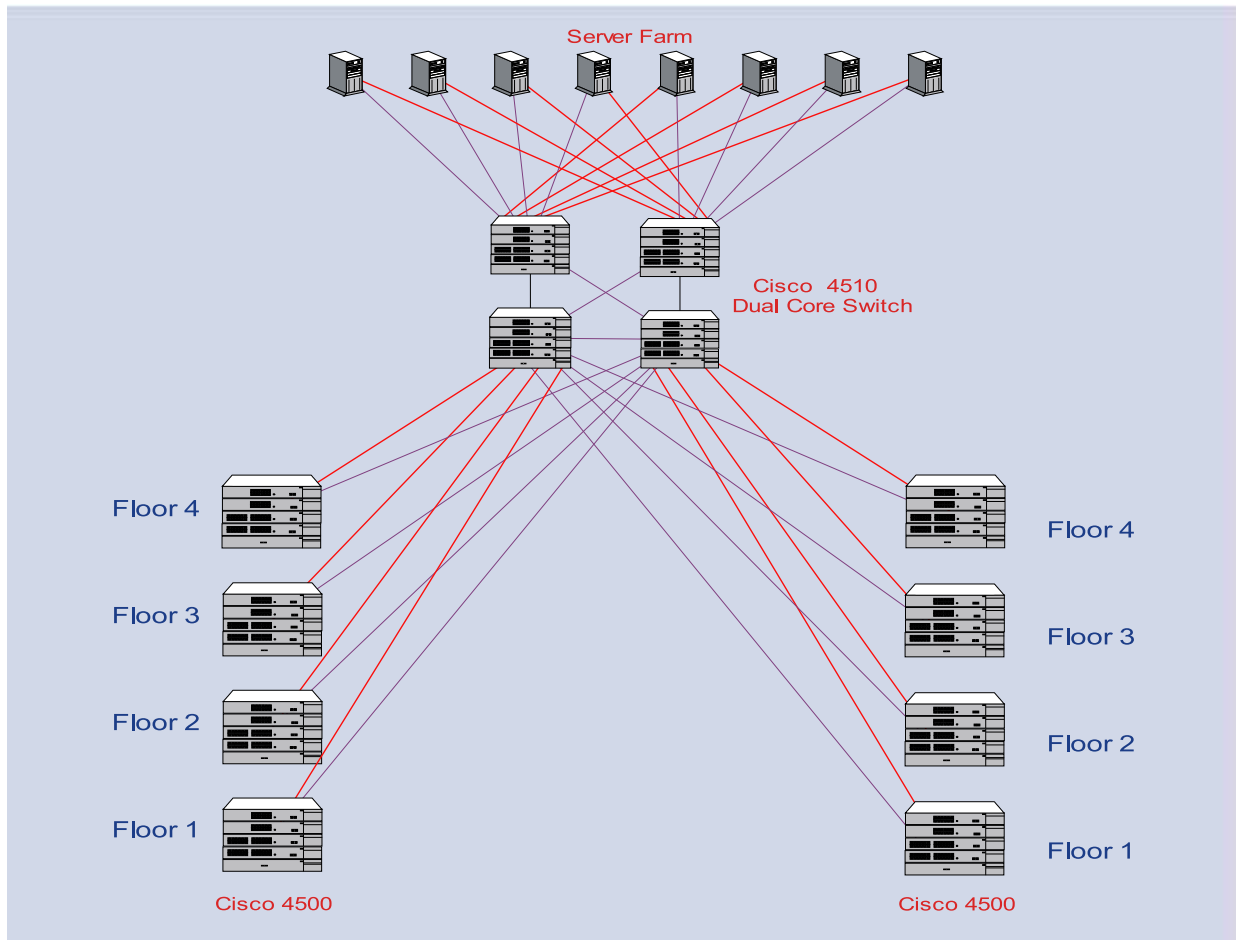 Server Farm
Cisco 4510
Dual Core Switch
Floor 4
Floor 4
Floor 3
Floor 3
Floor 2
Floor 2
Floor 1
Floor 1
Cisco 4500
Cisco 4500